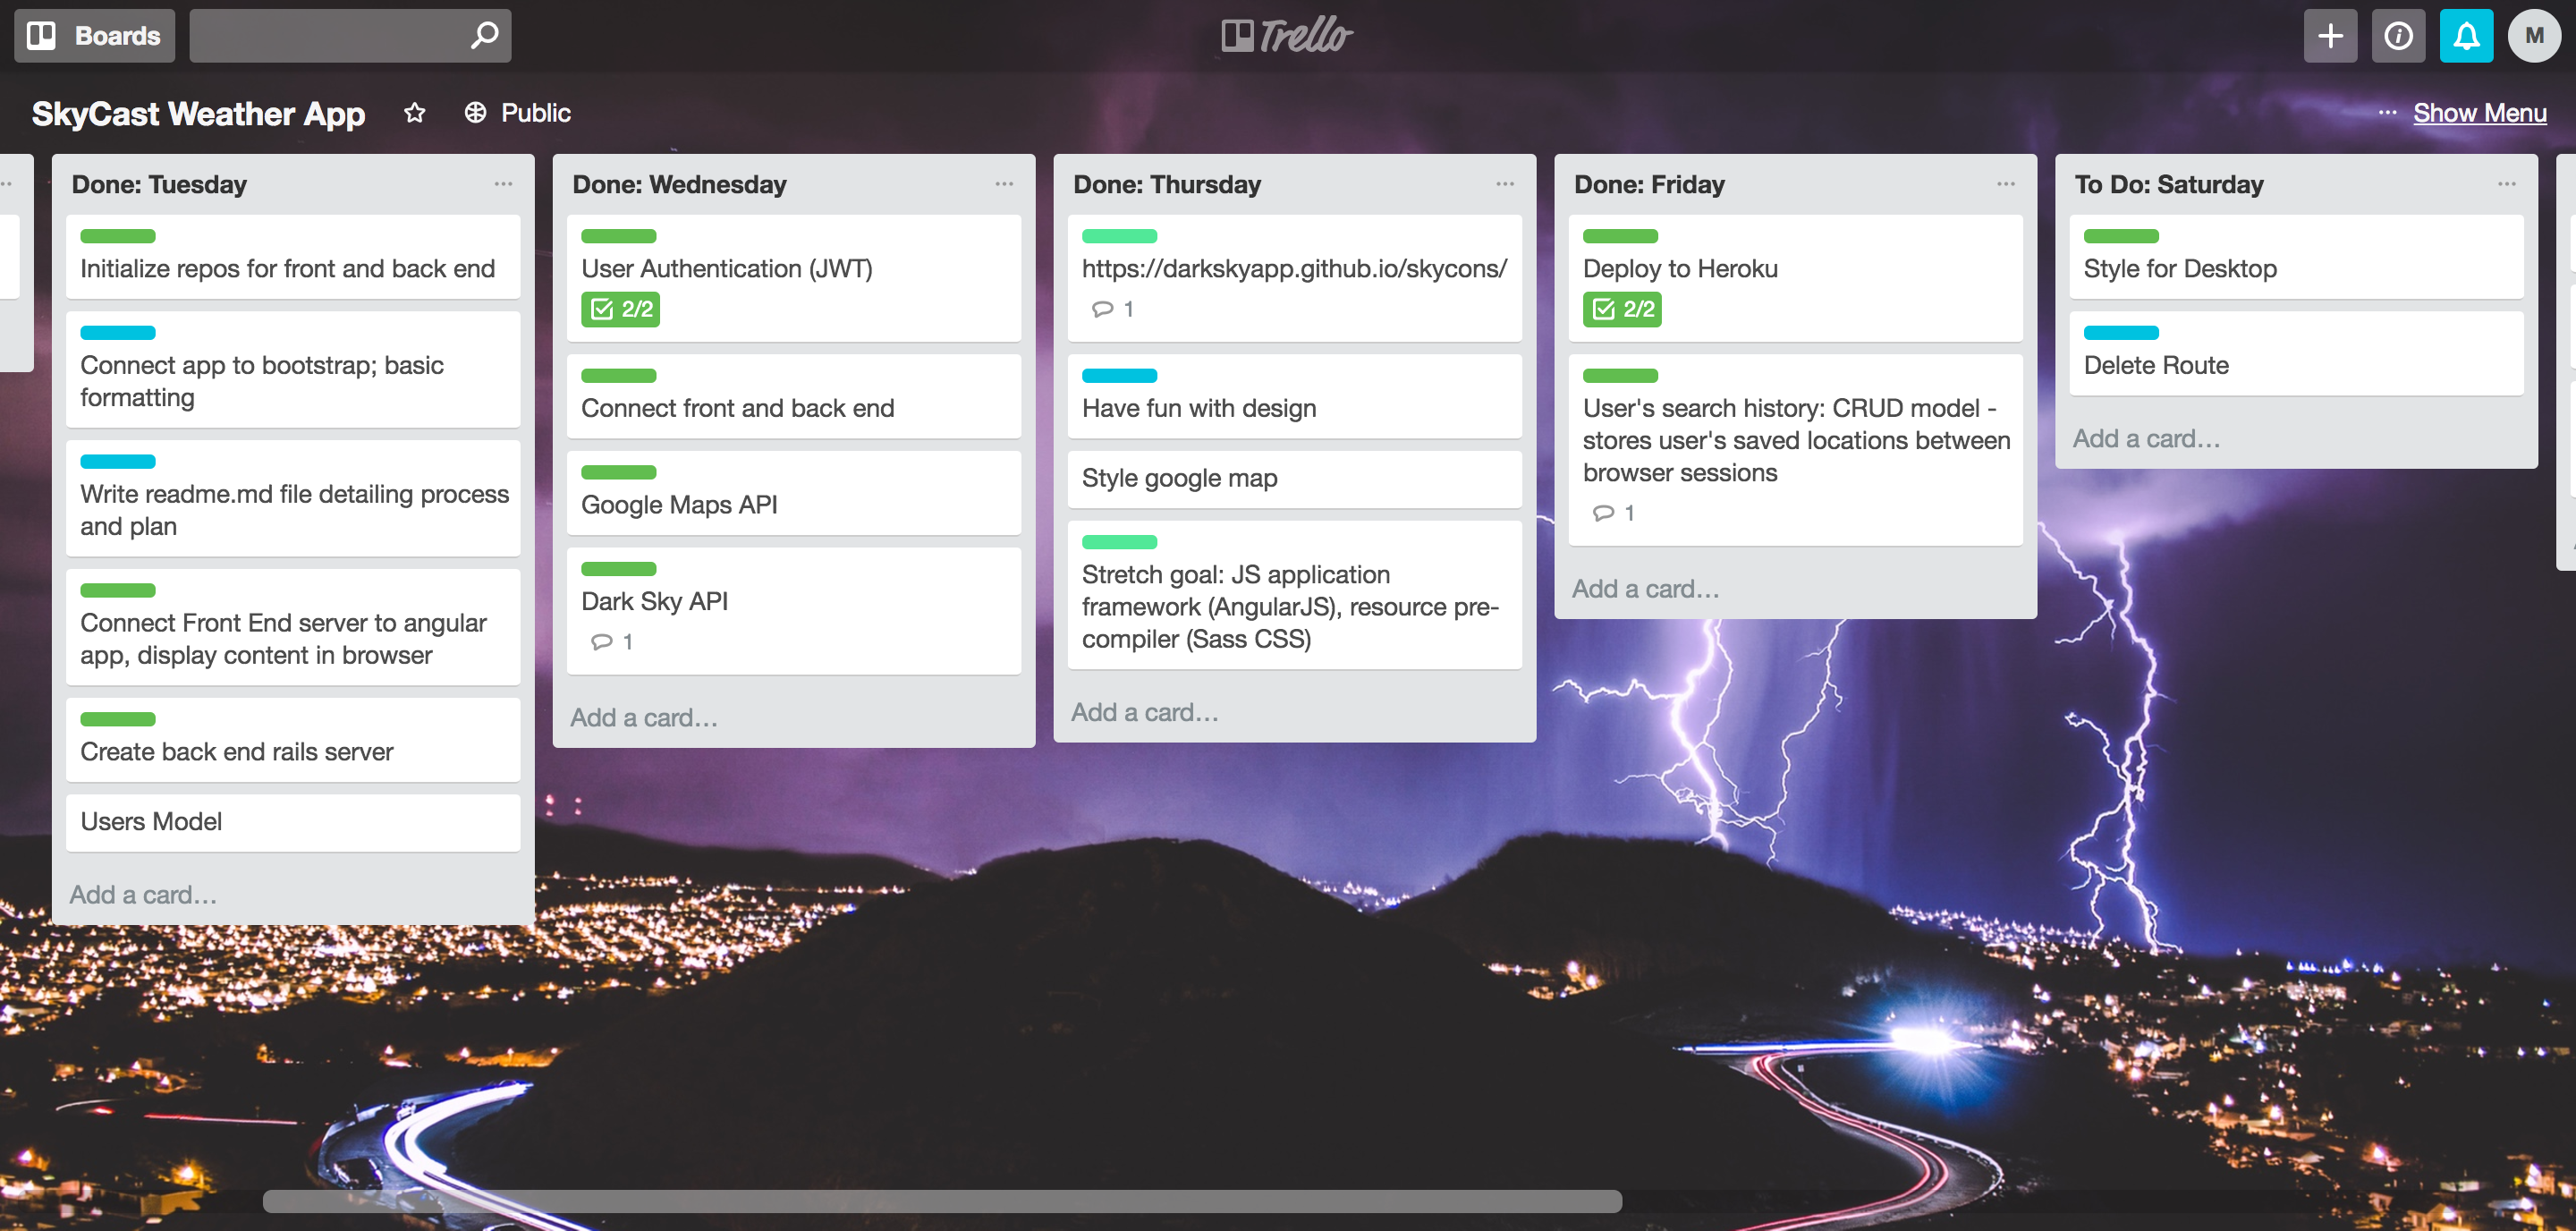 Boards
Trello
M
SkyCast Weather App
Public
... Show Menu
Done: Tuesday
Initialize repos for front and back end
Connect app to bootstrap; basic
formatting
Write readme.md file detailing process
and plan
Connect Front End server to angular
app, display content in browser
Create back end rails server
Users Model
Add a card...
Done: Wednesday
User Authentication (JWT)
2/2
Connect front and back end
Google Maps API
Dark Sky API
1
Add a card...
Done: Thursday
https://darkskyapp.github.io/skycons/
1
Have fun with design
Style google map
Stretch goal: JS application
framework (AngularJS), resource pre-
compiler (Sass CSS)
Add a card...
Done: Friday
Deploy to Heroku
2/2
User's search history: CRUD model -
stores user's saved locations between
browser sessions
1
Add a card...
To Do: Saturday
Style for Desktop
Delete Route
Add a card...